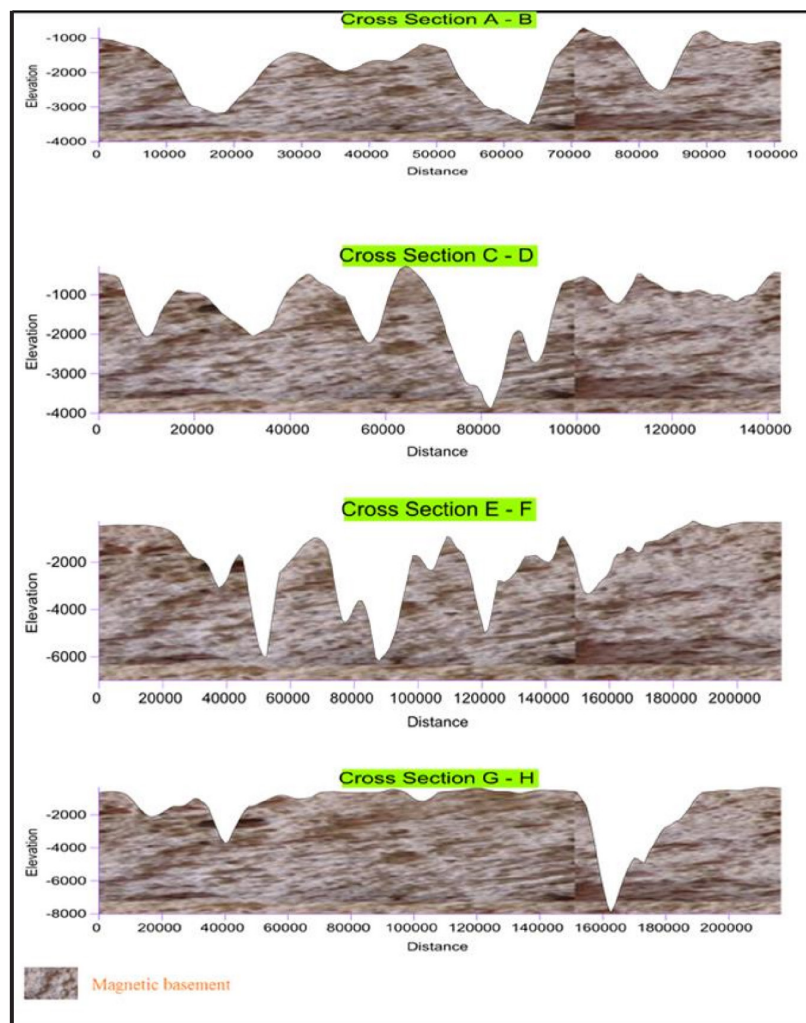 Cross Section A - B
Elevation
-1000
-2000
-3000
-4000
0 10000 20000 30000 40000 50000 60000 70000 80000 90000 100000
Distance
Cross Section C - D
Elevation
-1000
-2000
-3000
-4000
0 20000 40000 60000 80000 100000 120000 140000
Distance
Cross Section E - F
Elevation
-2000
-4000
-6000
0 20000 40000 60000 80000 100000 120000 140000 160000 180000 200000
Distance
Cross Section G - H
Elevation
-2000
-4000
-6000
-8000
0 20000 40000 60000 80000 100000 120000 140000 160000 180000 200000
Distance
Magnetic basement